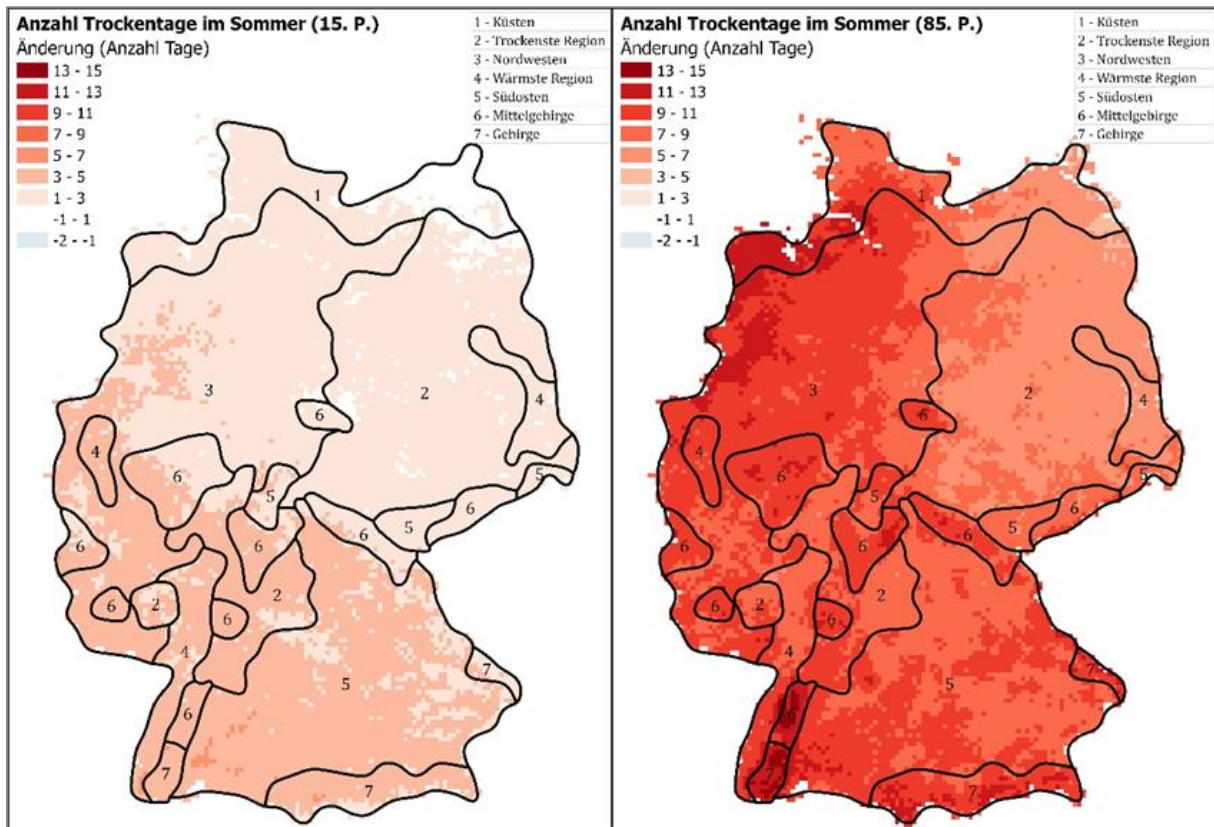 Anzahl Trockentage im Sommer (15. P.)
Änderung (Anzahl Tage)
13 - 15
11 - 13
9 - 11
7 - 9
5 - 7
3 - 5
1 - 3
-1 - 1
-2 - -1
1 - Küsten
2 - Trockenste Region
3 - Nordwesten
4 - Wärmste Region
5 - Südosten
6 - Mittelgebirge
7 - Gebirge
1
3
2
6
4
4
6
5
5
6
5
6
6
6
6
2
2
6
4
5
7
6
7
7
Anzahl Trockentage im Sommer (85. P.)
Änderung (Anzahl Tage)
13 - 15
11 - 13
9 - 11
7 - 9
5 - 7
3 - 5
1 - 3
-1 - 1
-2 - -1
1 - Küsten
2 - Trockenste Region
3 - Nordwesten
4 - Wärmste Region
5 - Südosten
6 - Mittelgebirge
7 - Gebirge
1
3
2
6
4
4
6
5
5
6
5
6
6
6
6
2
2
6
4
5
7
6
7
7